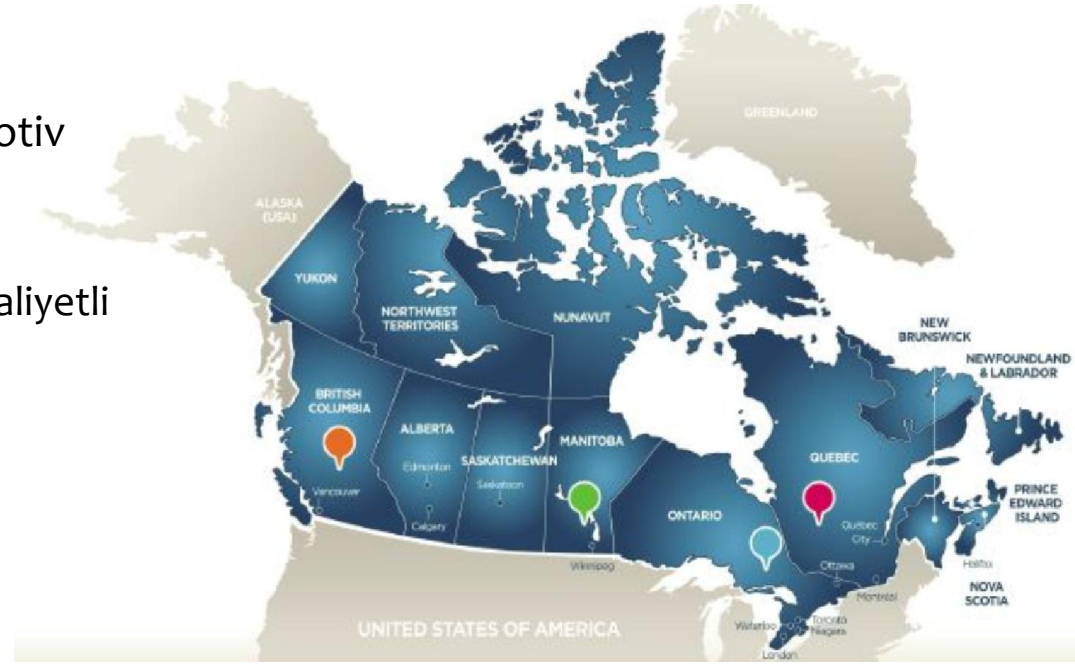 otiv
aliyetli
GREENLAND
ALASKA
(USA)
YUKON
NORTHWEST
TERRITORIES
NUNAVUT
NEW
BRUNSWICK
NEWFOUNDLAND
& LABRADOR
BRITISH
COLUMBIA
ALBERTA
MANITOBA
Edmonton
SASKATCHEWAN
QUEBEC
Saskatoon
Vancouver
PRINCE
EDWARD
ISLAND
ONTARIO
Calgary
Québec
City
Winnipeg
Ottawa
Halifax
Montréal
NOVA
SCOTIA
UNITED STATES OF AMERICA
Waterloo
Toronto
Niagara
London